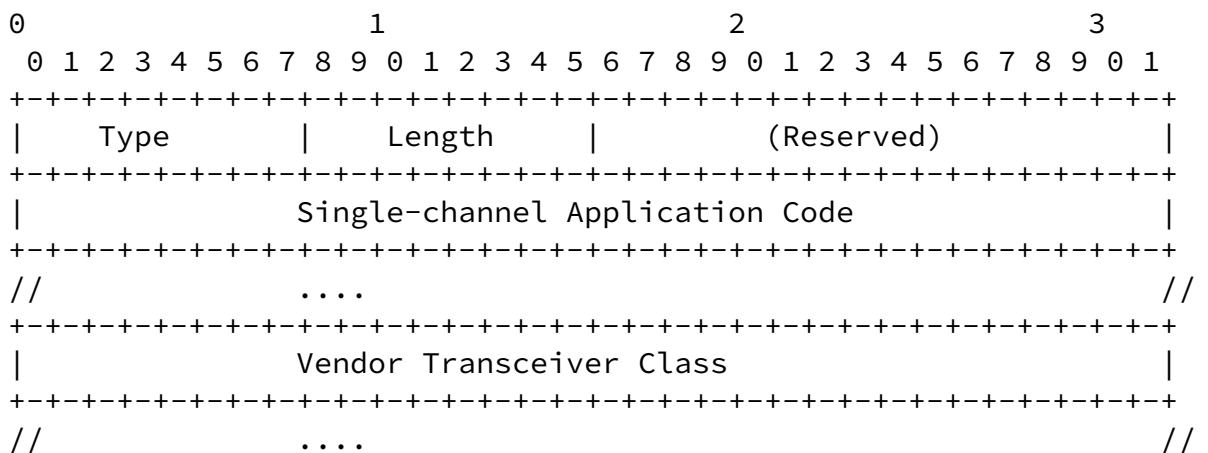 0                   1                   2                   3
 0 1 2 3 4 5 6 7 8 9 0 1 2 3 4 5 6 7 8 9 0 1 2 3 4 5 6 7 8 9 0 1
+-+-+-+-+-+-+-+-+-+-+-+-+-+-+-+-+-+-+-+-+-+-+-+-+-+-+-+-+-+-+-+-+
|    Type       |    Length     |         (Reserved)            |
+-+-+-+-+-+-+-+-+-+-+-+-+-+-+-+-+-+-+-+-+-+-+-+-+-+-+-+-+-+-+-+-+
|               Single-channel Application Code                 |
+-+-+-+-+-+-+-+-+-+-+-+-+-+-+-+-+-+-+-+-+-+-+-+-+-+-+-+-+-+-+-+-+
//              ....                                            //
+-+-+-+-+-+-+-+-+-+-+-+-+-+-+-+-+-+-+-+-+-+-+-+-+-+-+-+-+-+-+-+-+
|               Vendor Transceiver Class                        |
+-+-+-+-+-+-+-+-+-+-+-+-+-+-+-+-+-+-+-+-+-+-+-+-+-+-+-+-+-+-+-+-+
//              ....                                            //